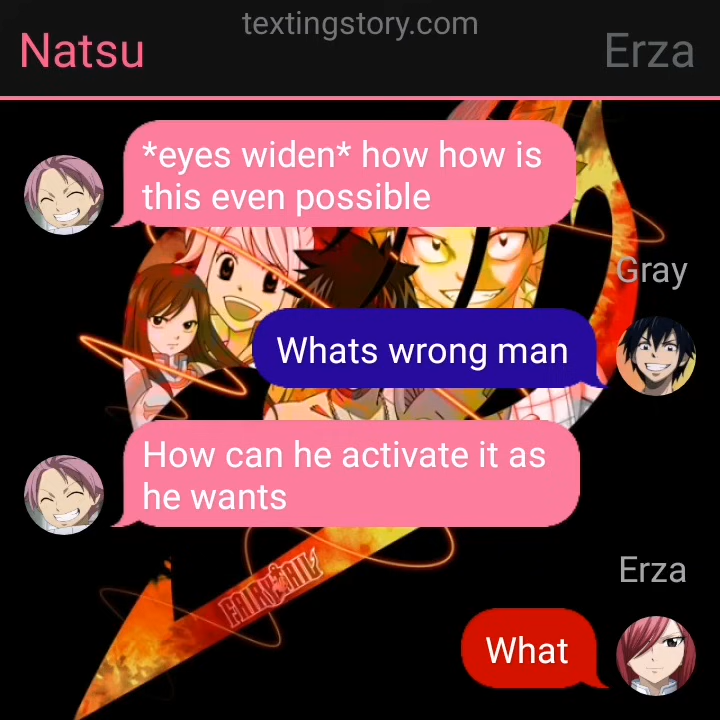 textingstory.com
Natsu
Erza
*eyes widen* how how is
this even possible
Gray
Whats wrong man
How can he activate it as
he wants
FAIRY TAIL
Erza
What